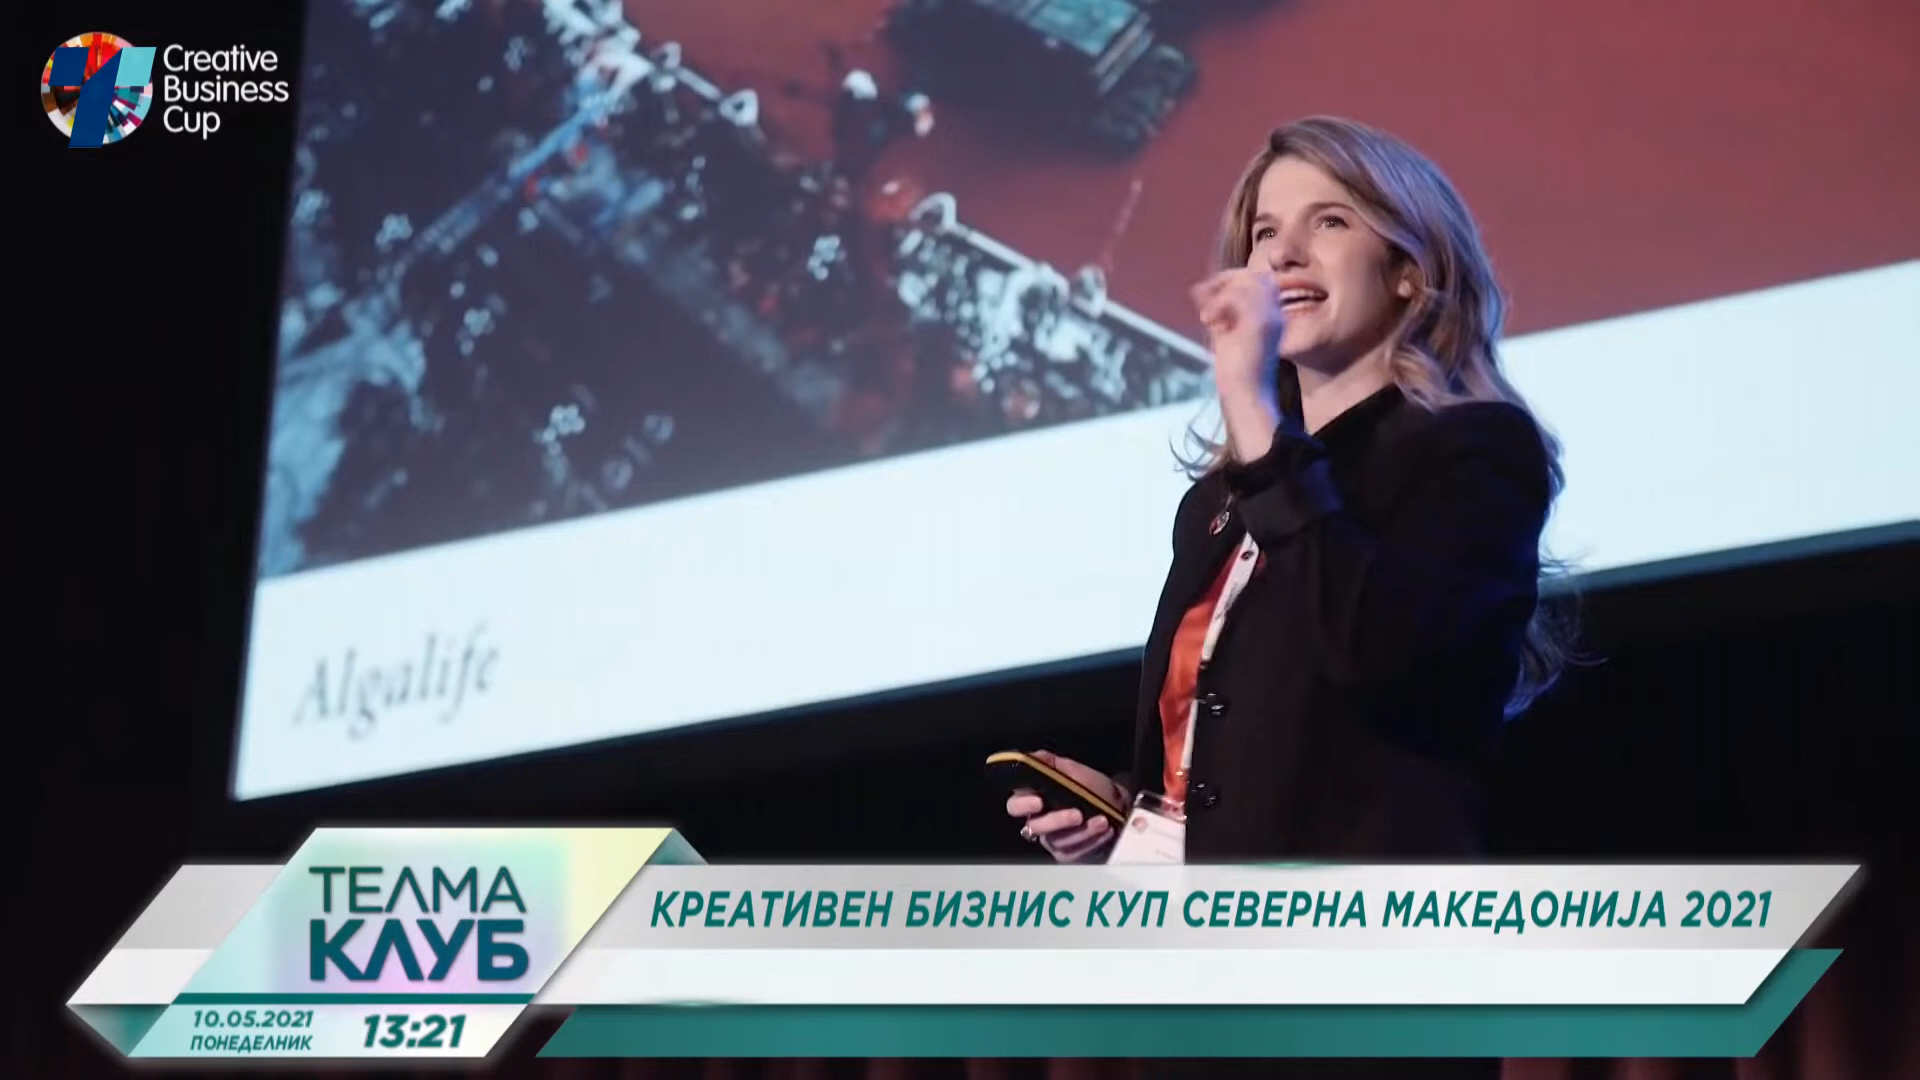 Creative
Business
Cup
Algalife
ТЕЛМА
КЛУБ
КРЕАТИВЕН БИЗНИС КУП СЕВЕРНА МАКЕДОНИЈА 2021
10.05.2021
ПОНЕДЕЛНИК
13:21